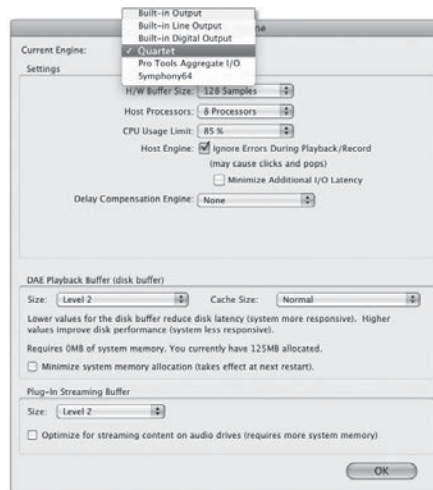 Built-in Output
Built-in Line Output
Built-in Digital Output
ne
Current Engine: ✓ Quartet
Pro Tools Aggregate I/O
Symphony64
Settings
H/W Buffer Size: 128 Samples
Host Processors: 8 Processors
CPU Usage Limit: 85 %
Host Engine: Ignore Errors During Playback/Record
(may cause clicks and pops)
Minimize Additional I/O Latency
Delay Compensation Engine: None
DAE Playback Buffer (disk buffer)
Size: Level 2 Cache Size: Normal
Lower values for the disk buffer reduce disk latency (system more responsive). Higher
values improve disk performance (system less responsive).
Requires 0MB of system memory. You currently have 125MB allocated.
Minimize system memory allocation (takes effect at next restart).
Plug-In Streaming Buffer
Size: Level 2
Optimize for streaming content on audio drives (requires more system memory)
OK